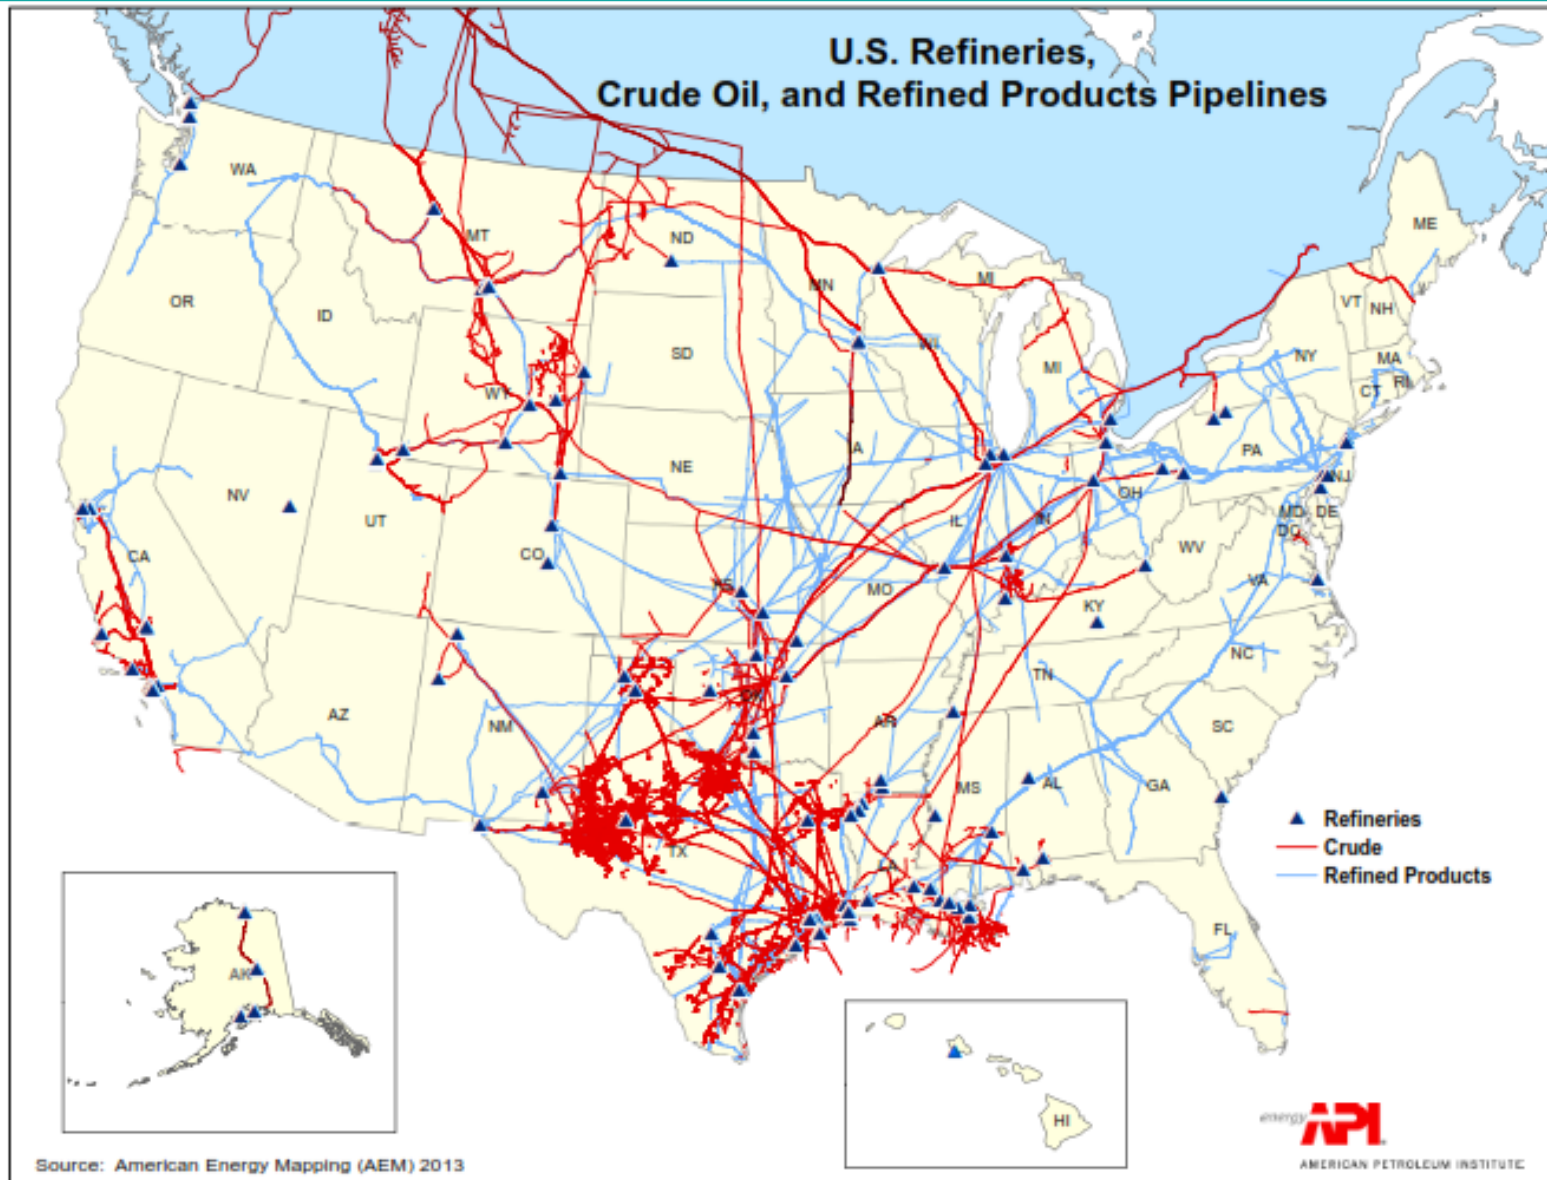 U.S. Refineries,
Crude Oil, and Refined Products Pipelines
WA
MT
ND
MN
MI
ME
OR
ID
SD
WI
MI
VT
NH
NY
MA
CT
RI
WY
IA
NE
PA
NJ
NV
UT
CO
IL
IN
OH
MD
DE
DC
WV
CA
KS
MO
VA
KY
NC
TN
AZ
NM
OK
AR
SC
MS
AL
GA
TX
LA
FL
Refineries
Crude
Refined Products
AK
HI
energy API
AMERICAN PETROLEUM INSTITUTE
Source: American Energy Mapping (AEM) 2013